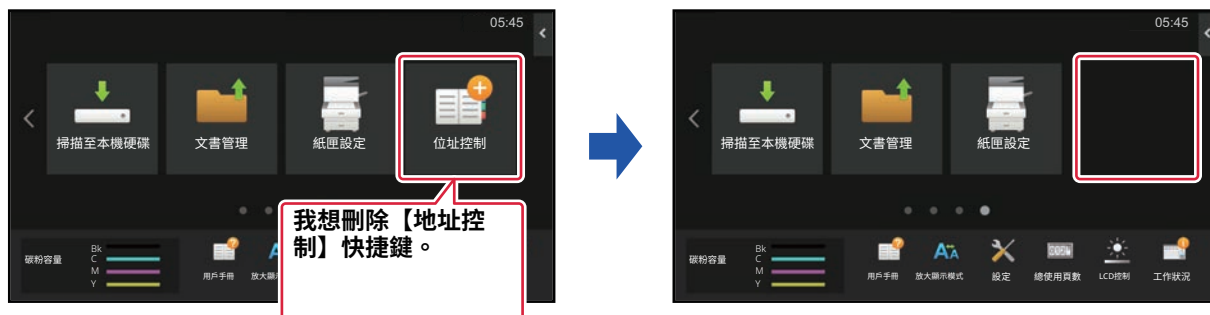 05:45
掃描至本機硬碟
文書管理
紙匣設定
位址控制
我想刪除【地址控
制】快捷鍵。
碳粉容量
Bk
C
M
Y
用戶手冊
放大顯示
05:45
掃描至本機硬碟
文書管理
紙匣設定
碳粉容量
Bk
C
M
Y
用戶手冊
放大顯示模式
設定
總使用頁數
LCD控制
工作狀況